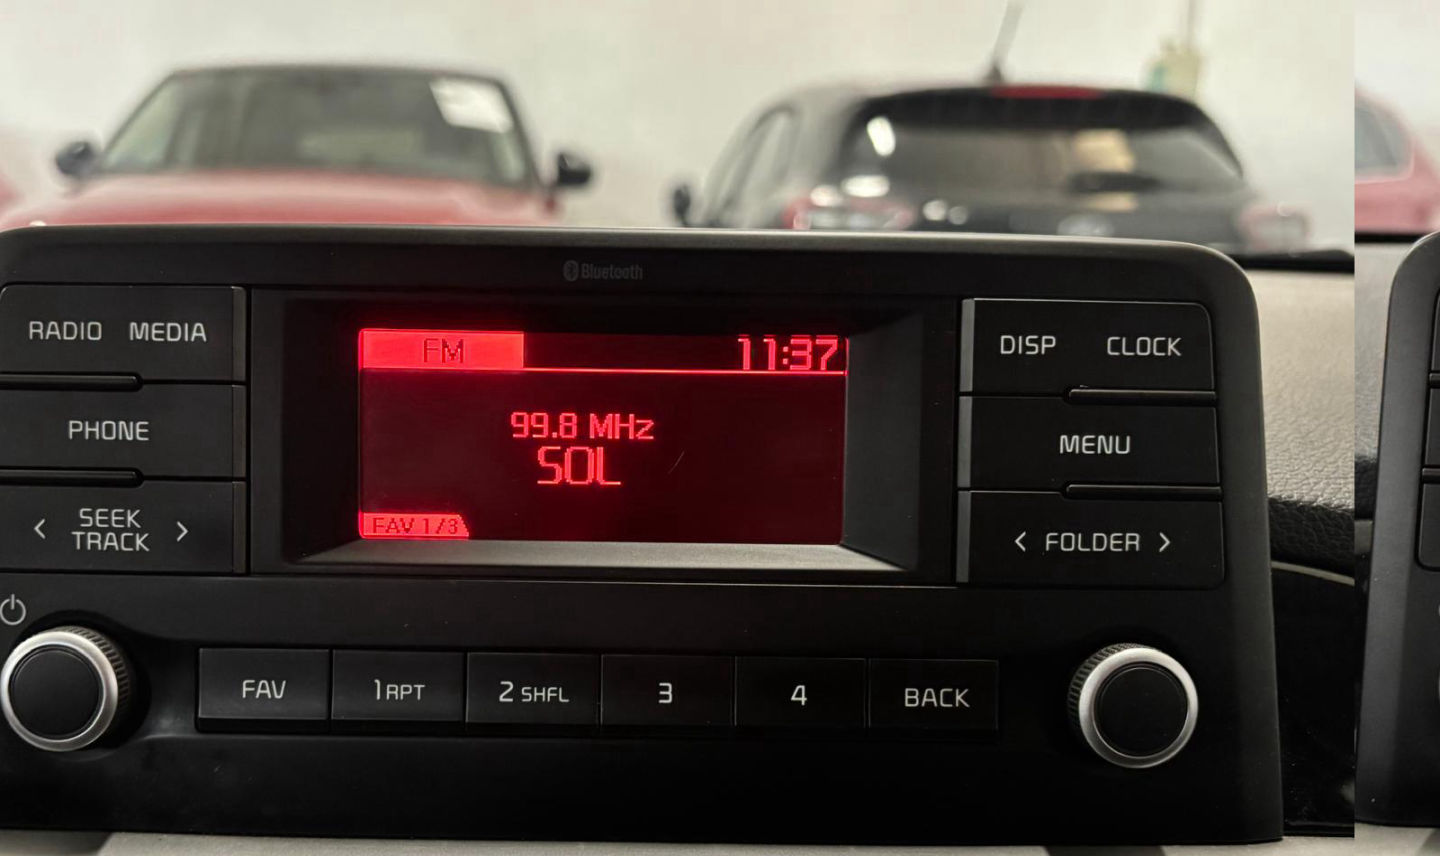 Bluetooth
RADIO MEDIA
PHONE
< SEEK TRACK >
FM 11:37
99.8 MHz
SOL
FAV 1/3
DISP CLOCK
MENU
< FOLDER >
FAV 1 RPT 2 SHFL 3 4 BACK